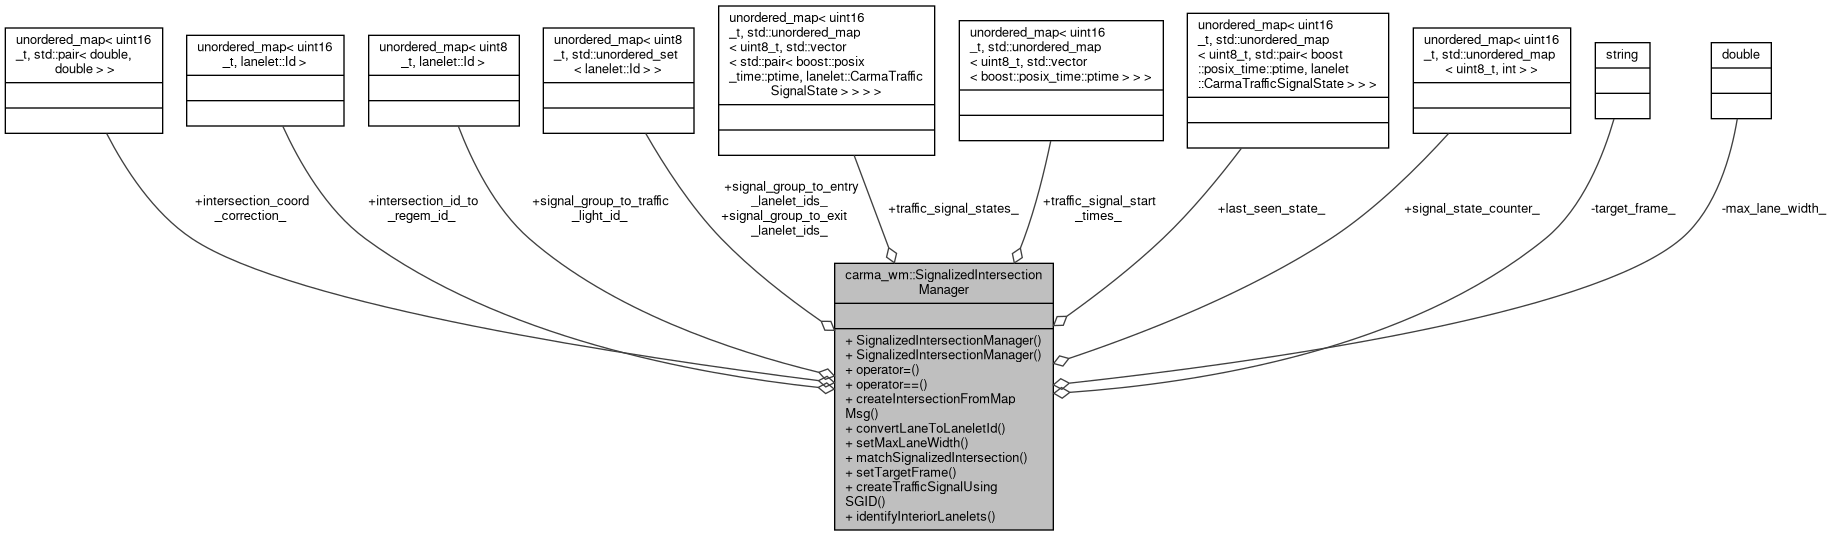 unordered_map< uint16
_t, std::pair< double,
double > >
unordered_map< uint16
_t, lanelet::Id >
unordered_map< uint8
_t, lanelet::Id >
unordered_map< uint8
_t, std::unordered_set
< lanelet::Id > >
unordered_map< uint16
_t, std::unordered_map
< uint8_t, std::vector
< std::pair< boost::posix
_time::ptime, lanelet::CarmaTraffic
SignalState > > > >
unordered_map< uint16
_t, std::unordered_map
< uint8_t, std::vector
< boost::posix_time::ptime > > >
unordered_map< uint16
_t, std::unordered_map
< uint8_t, std::pair< boost
::posix_time::ptime, lanelet
::CarmaTrafficSignalState > > >
unordered_map< uint16
_t, std::unordered_map
< uint8_t, int > >
string
double
+intersection_coord
_correction_
+intersection_id_to
_regem_id_
+signal_group_to_traffic
_light_id_
+signal_group_to_entry
_lanelet_ids_
+signal_group_to_exit
_lanelet_ids_
+traffic_signal_states_
+traffic_signal_start
_times_
+last_seen_state_
+signal_state_counter_
-target_frame_
-max_lane_width_
carma_wm::SignalizedIntersection
Manager
+ SignalizedIntersectionManager()
+ SignalizedIntersectionManager()
+ operator=()
+ operator==()
+ createIntersectionFromMap
Msg()
+ convertLaneToLaneletId()
+ setMaxLaneWidth()
+ matchSignalizedIntersection()
+ setTargetFrame()
+ createTrafficSignalUsing
SGID()
+ identifyInteriorLanelets()